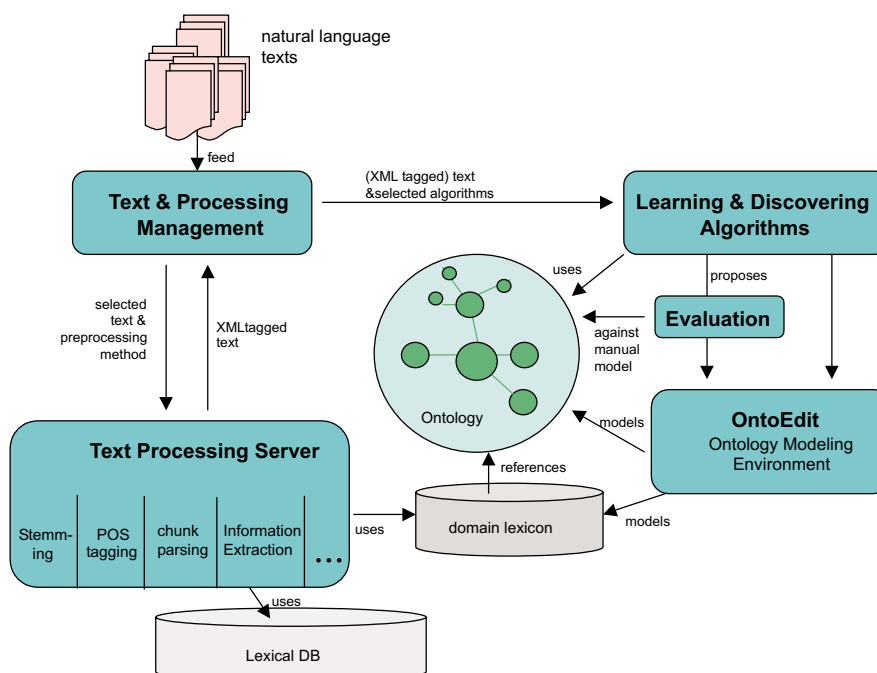 natural language
texts
feed
(XML tagged) text
&selected algorithms
Text & Processing
Management
Learning & Discovering
Algorithms
uses
proposes
selected
text &
preprocessing
method
XMLtagged
text
Evaluation
against
manual
model
Ontology
models
OntoEdit
Ontology Modeling
Environment
Text Processing Server
references
Stemm-
ing
POS
tagging
chunk
parsing
Information
Extraction
...
uses
domain lexicon
models
uses
Lexical DB